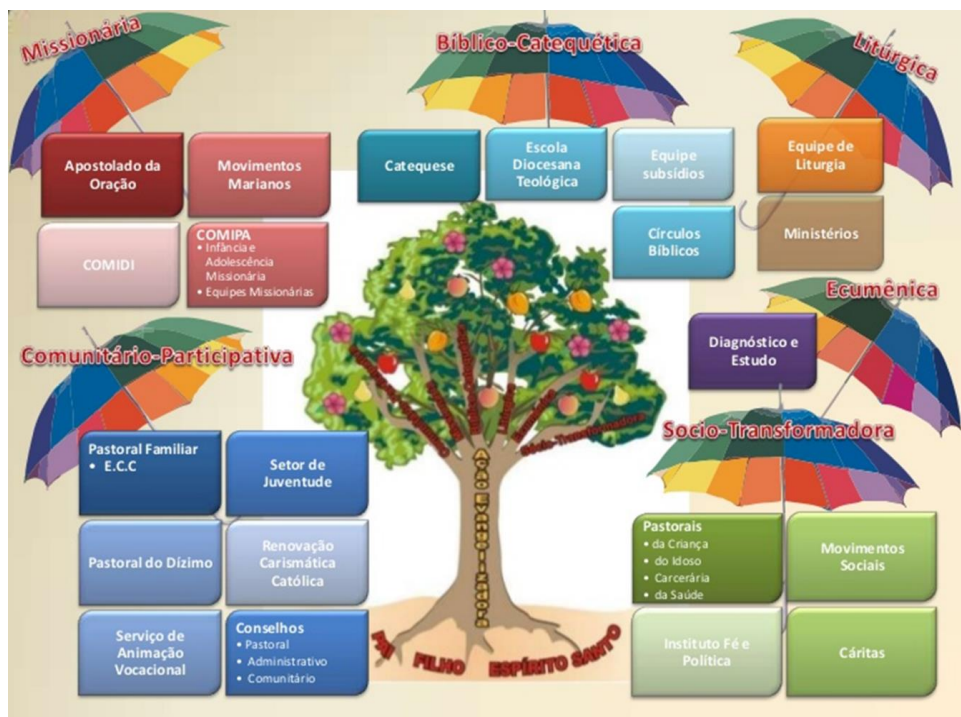 Missionária
Bíblico-Catequética
Litúrgica
Apostolado da
Oração
Movimentos
Marianos
COMIDI
COMIPA
• Infância e
Adolescência
Missionária
• Equipes Missionárias
Catequese
Escola
Diocesana
Teológica
Equipe
subsídios
Círculos
Bíblicos
Equipe de
Liturgia
Ministérios
Ecumênica
Diagnóstico e
Estudo
Comunitário-Participativa
Pastoral Familiar
• E.C.C
Setor de
Juventude
Pastoral do Dízimo
Renovação
Carismática
Católica
Serviço de
Animação
Vocacional
Conselhos
• Pastoral
• Administrativo
• Comunitário
Socio-Transformadora
Pastorais
• da Criança
• do Idoso
• Carcerária
• da Saúde
Movimentos
Sociais
Instituto Fé e
Política
Cáritas
Sócio-Transformadora
Ação Evangelizadora
PAI FILHO ESPÍRITO SANTO